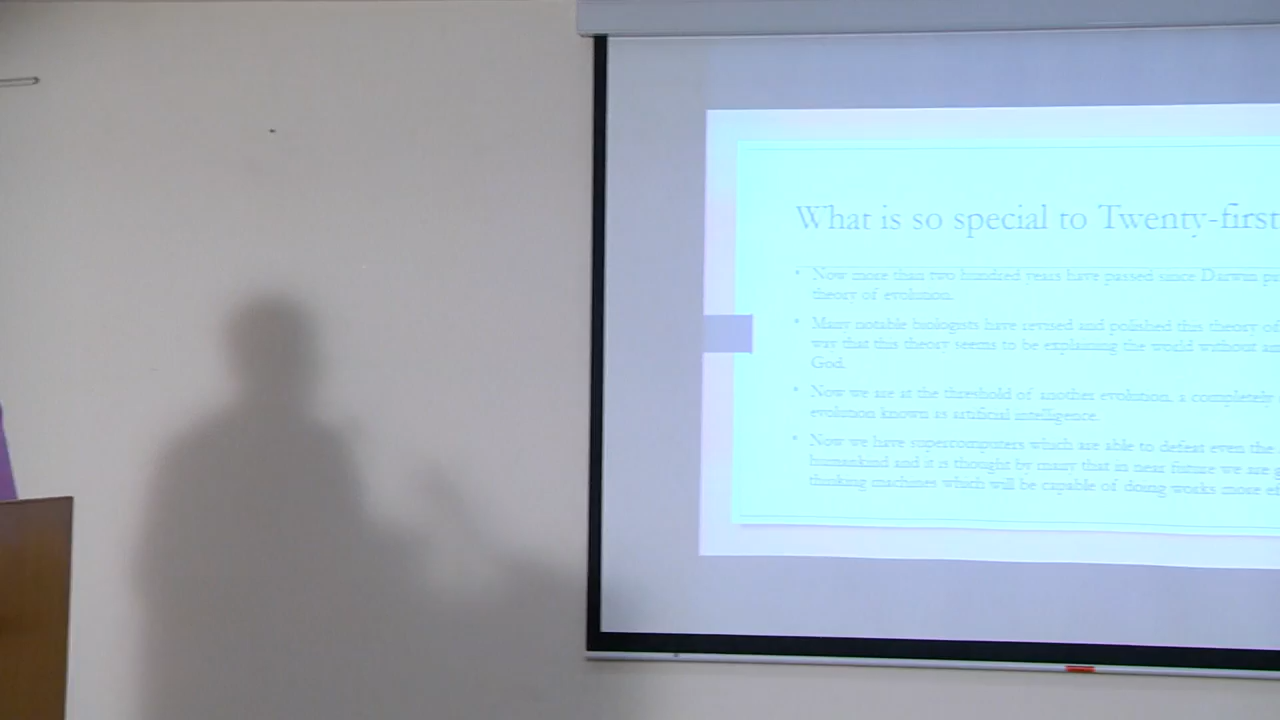 What is so special to Twenty-first
• Now more than two hundred years have passed since Darwin
theory of evolution.
• Many notable biologists have revised and polished this theory of
way that this theory seems to be explaining the world without
God.
• Now we are at the threshold of another evolution, a completely
evolution known as artificial intelligence.
• Now we have supercomputers which are able to defeat even the
humankind and it is thought by many that in near future we are
thinking machines which will be capable of doing works more